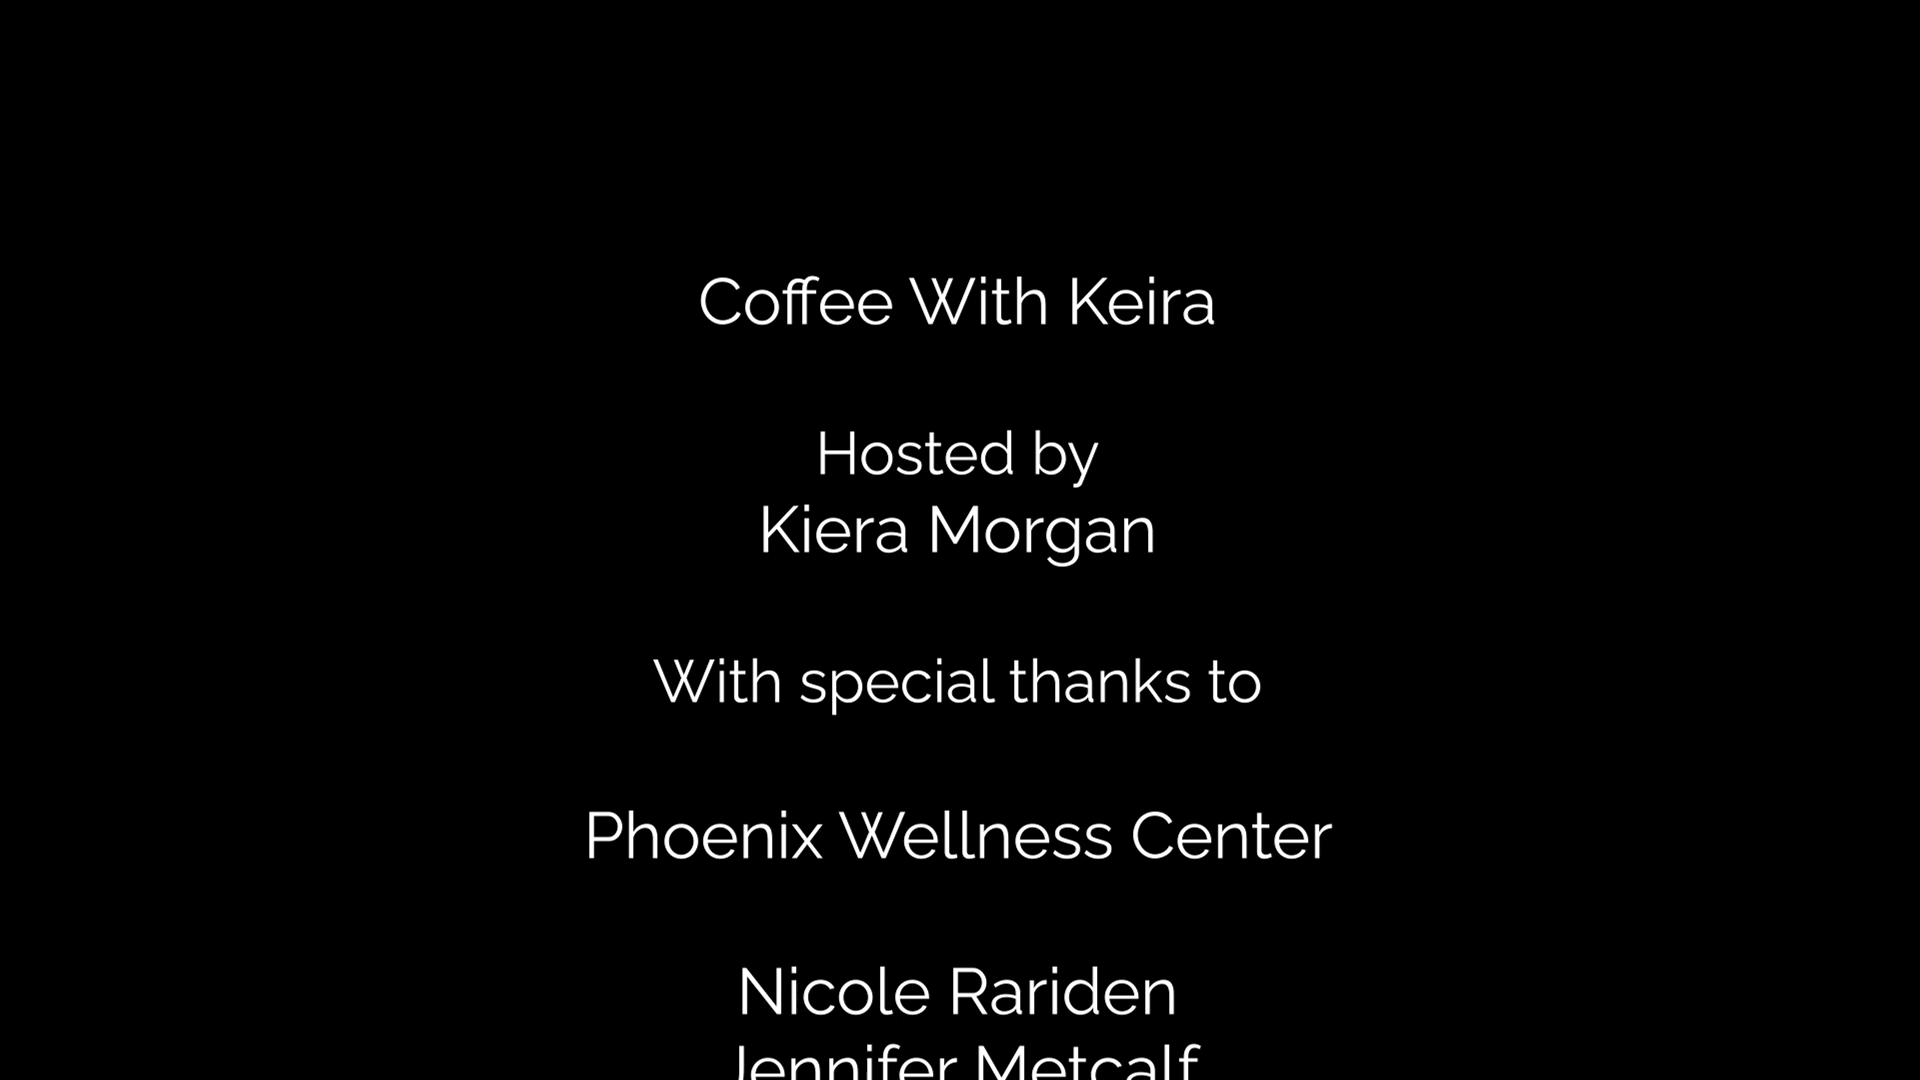 Coffee With Keira
Hosted by
Kiera Morgan
With special thanks to
Phoenix Wellness Center
Nicole Rariden
Jennifer Metcalf